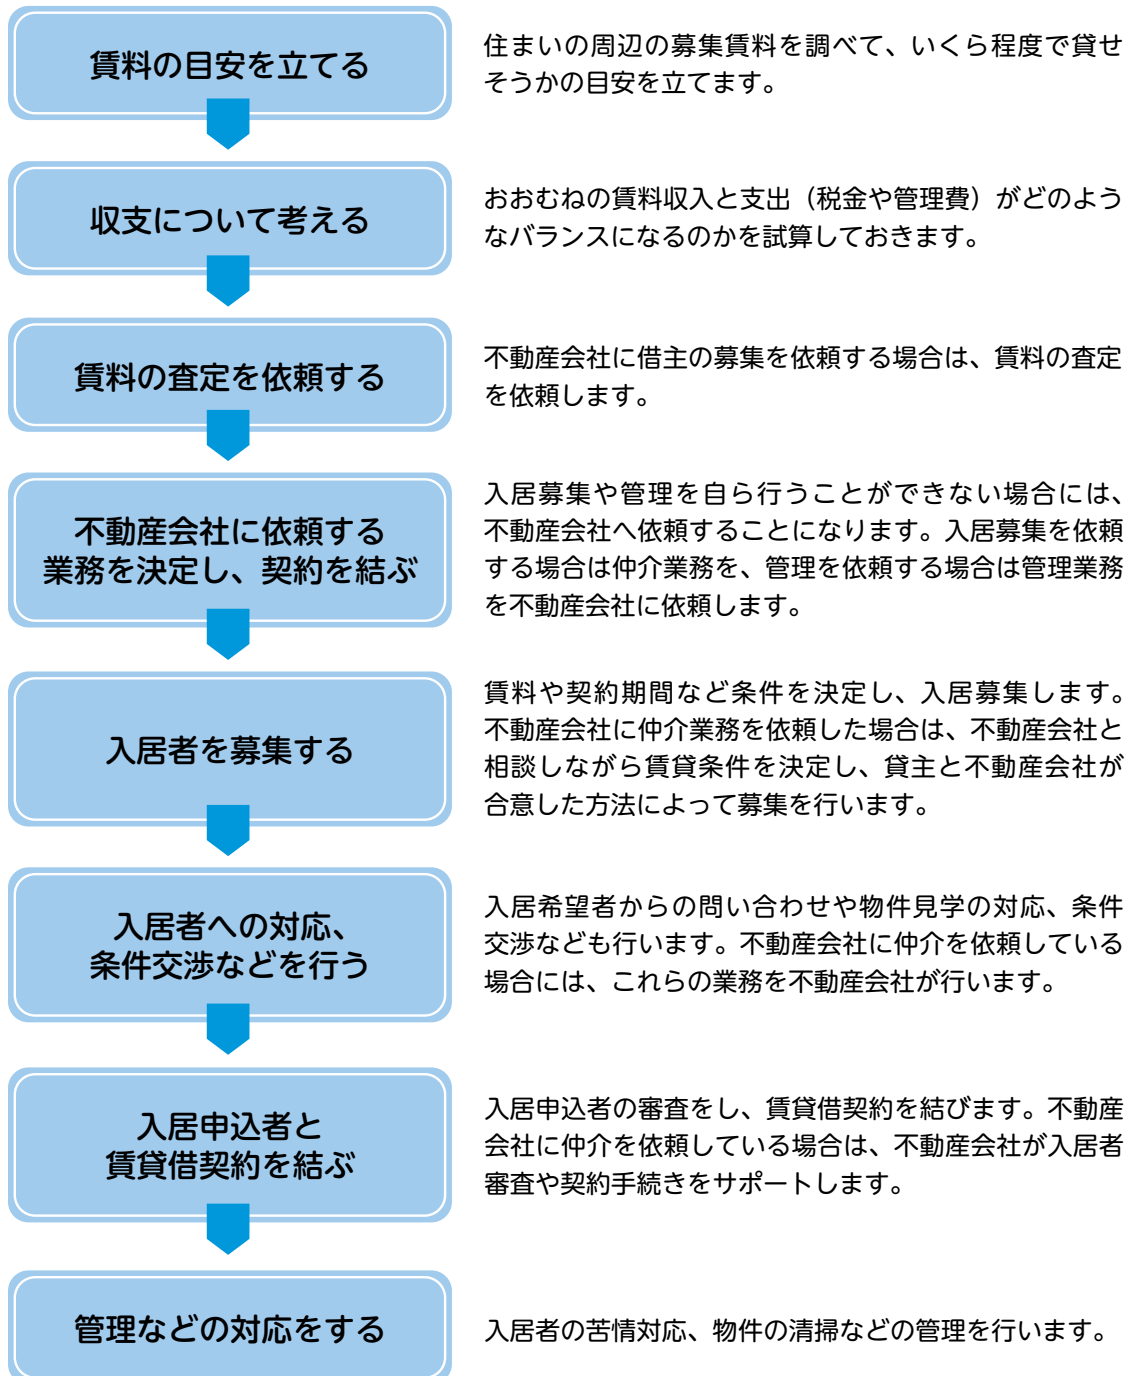 賃料の目安を立てる
住まいの周辺の募集賃料を調べて、いくら程度で貸せ
そうかの目安を立てます。
収支について考える
おおむねの賃料収入と支出（税金や管理費）がどのよう
なバランスになるのかを試算しておきます。
賃料の査定を依頼する
不動産会社に借主の募集を依頼する場合は、賃料の査定
を依頼します。
不動産会社に依頼する
業務を決定し、契約を結ぶ
入居募集や管理を自ら行うことができない場合には、
不動産会社へ依頼することになります。入居募集を依頼
する場合は仲介業務を、管理を依頼する場合は管理業務
を不動産会社に依頼します。
入居者を募集する
賃料や契約期間など条件を決定し、入居募集します。
不動産会社に仲介業務を依頼した場合は、不動産会社と
相談しながら賃貸条件を決定し、貸主と不動産会社が
合意した方法によって募集を行います。
入居者への対応、
条件交渉などを行う
入居希望者からの問い合わせや物件見学の対応、条件
交渉なども行います。不動産会社に仲介を依頼している
場合には、これらの業務を不動産会社が行います。
入居申込者と
賃貸借契約を結ぶ
入居申込者の審査をし、賃貸借契約を結びます。不動産
会社に仲介を依頼している場合は、不動産会社が入居者
審査や契約手続きをサポートします。
管理などの対応をする
入居者の苦情対応、物件の清掃などの管理を行います。